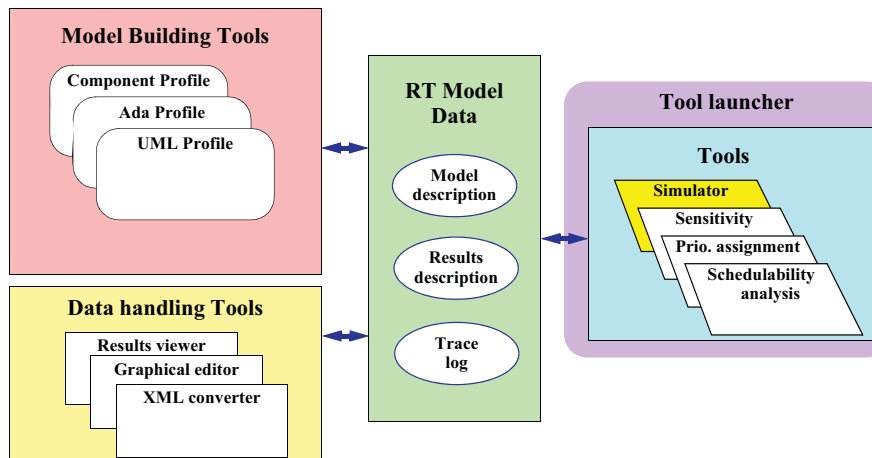 Model Building Tools
Component Profile
Ada Profile
UML Profile
Data handling Tools
Results viewer
Graphical editor
XML converter
RT Model
Data
Model
description
Results
description
Trace
log
Tool launcher
Tools
Simulator
Sensitivity
Prio. assignment
Schedulability
analysis